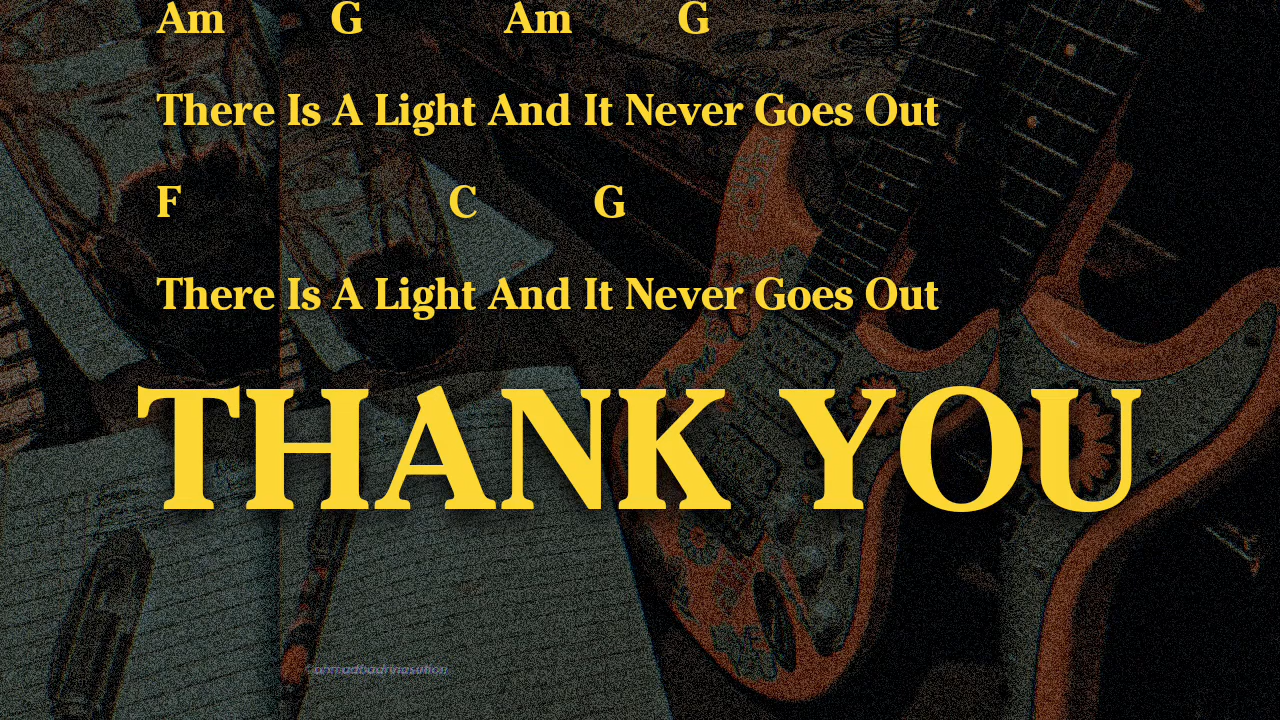 Am G Am G
There Is A Light And It Never Goes Out
F C G
There Is A Light And It Never Goes Out
THANK YOU